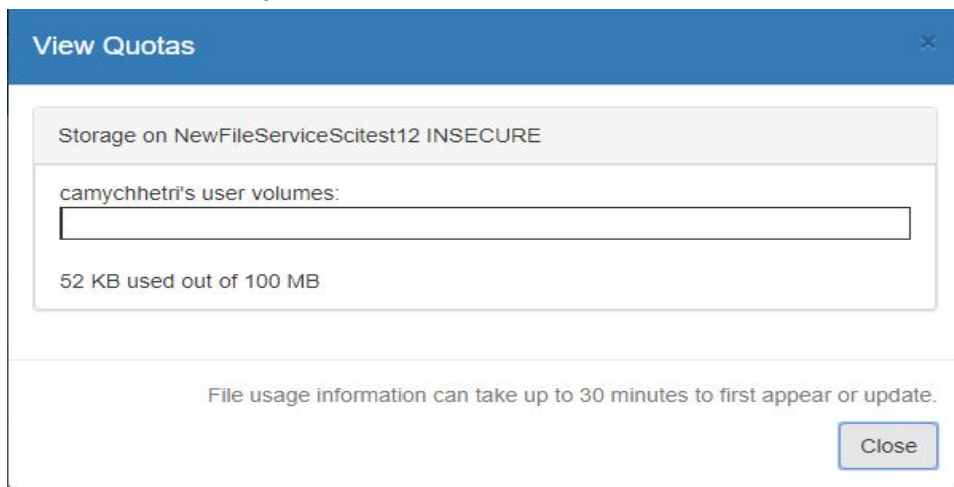 View Quotas
×
Storage on NewFileServiceScitest12 INSECURE
camychhetri's user volumes:
52 KB used out of 100 MB
File usage information can take up to 30 minutes to first appear or update.
Close